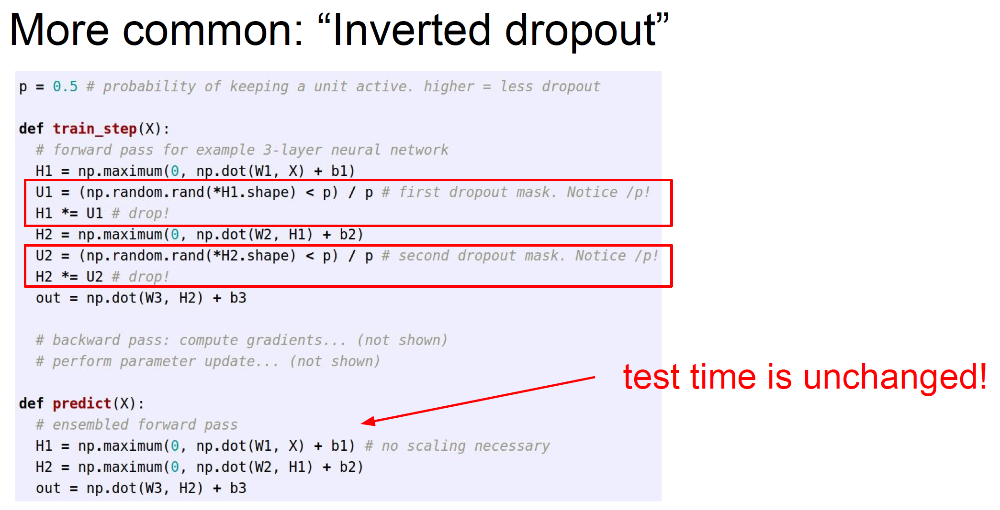 More common: “Inverted dropout”
p = 0.5 # probability of keeping a unit active. higher = less dropout
def train_step(X):
# forward pass for example 3-layer neural network
H1 = np.maximum(0, np.dot(W1, X) + b1)
U1 = (np.random.rand(*H1.shape) < p) / p # first dropout mask. Notice /p!
H1 *= U1 # drop!
H2 = np.maximum(0, np.dot(W2, H1) + b2)
U2 = (np.random.rand(*H2.shape) < p) / p # second dropout mask. Notice /p!
H2 *= U2 # drop!
out = np.dot(W3, H2) + b3
# backward pass: compute gradients... (not shown)
# perform parameter update... (not shown)
test time is unchanged!
def predict(X):
# ensembled forward pass
H1 = np.maximum(0, np.dot(W1, X) + b1) # no scaling necessary
H2 = np.maximum(0, np.dot(W2, H1) + b2)
out = np.dot(W3, H2) + b3